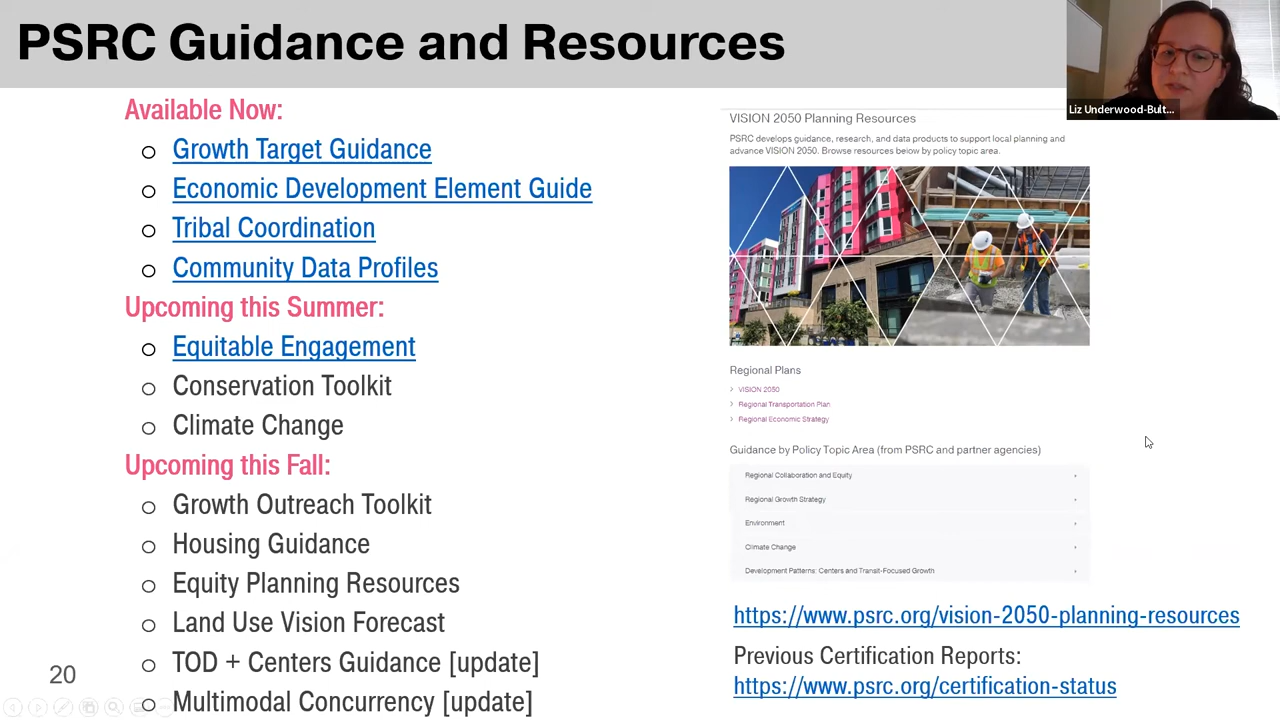 PSRC Guidance and Resources
Liz Underwood-Bult...
Available Now:
Growth Target Guidance
Economic Development Element Guide
Tribal Coordination
Community Data Profiles
Upcoming this Summer:
Equitable Engagement
Conservation Toolkit
Climate Change
Upcoming this Fall:
Growth Outreach Toolkit
Housing Guidance
Equity Planning Resources
Land Use Vision Forecast
TOD + Centers Guidance [update]
Multimodal Concurrency [update]
20
VISION 2050 Planning Resources
PSRC develops guidance, research, and data products to support local planning and
advance VISION 2050. Browse resources below by policy topic area.
Regional Plans
VISION 2050
Regional Transportation Plan
Regional Economic Strategy
Guidance by Policy Topic Area (from PSRC and partner agencies)
Regional Collaboration and Equity
Regional Growth Strategy
Environment
Climate Change
Development Patterns: Centers and Transit-Focused Growth
https://www.psrc.org/vision-2050-planning-resources
Previous Certification Reports:
https://www.psrc.org/certification-status